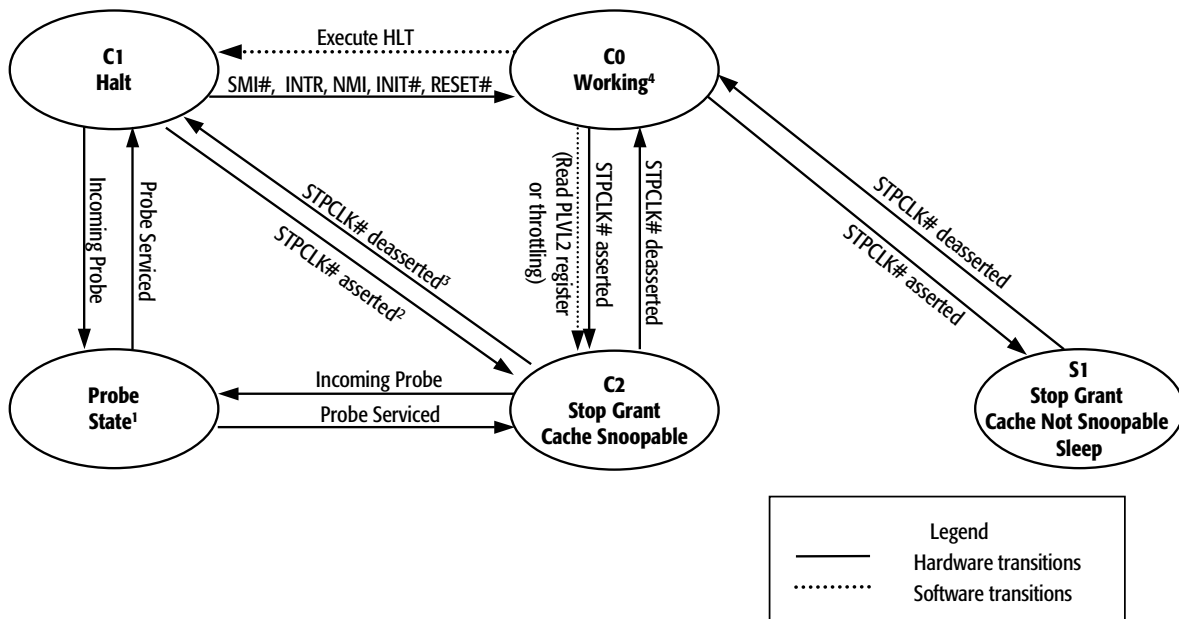 C1
Halt
Execute HLT
SMI#, INTR, NMI, INIT#, RESET#
C0
Working⁴
Incoming Probe
Probe Serviced
STPCLK# deasserted³
STPCLK# asserted²
(Read PLVL2 register
or throttling)
STPCLK# asserted
STPCLK# deasserted
STPCLK# deasserted
STPCLK# asserted
Probe
State¹
Incoming Probe
Probe Serviced
C2
Stop Grant
Cache Snoopable
S1
Stop Grant
Cache Not Snoopable
Sleep
Legend
Hardware transitions
Software transitions